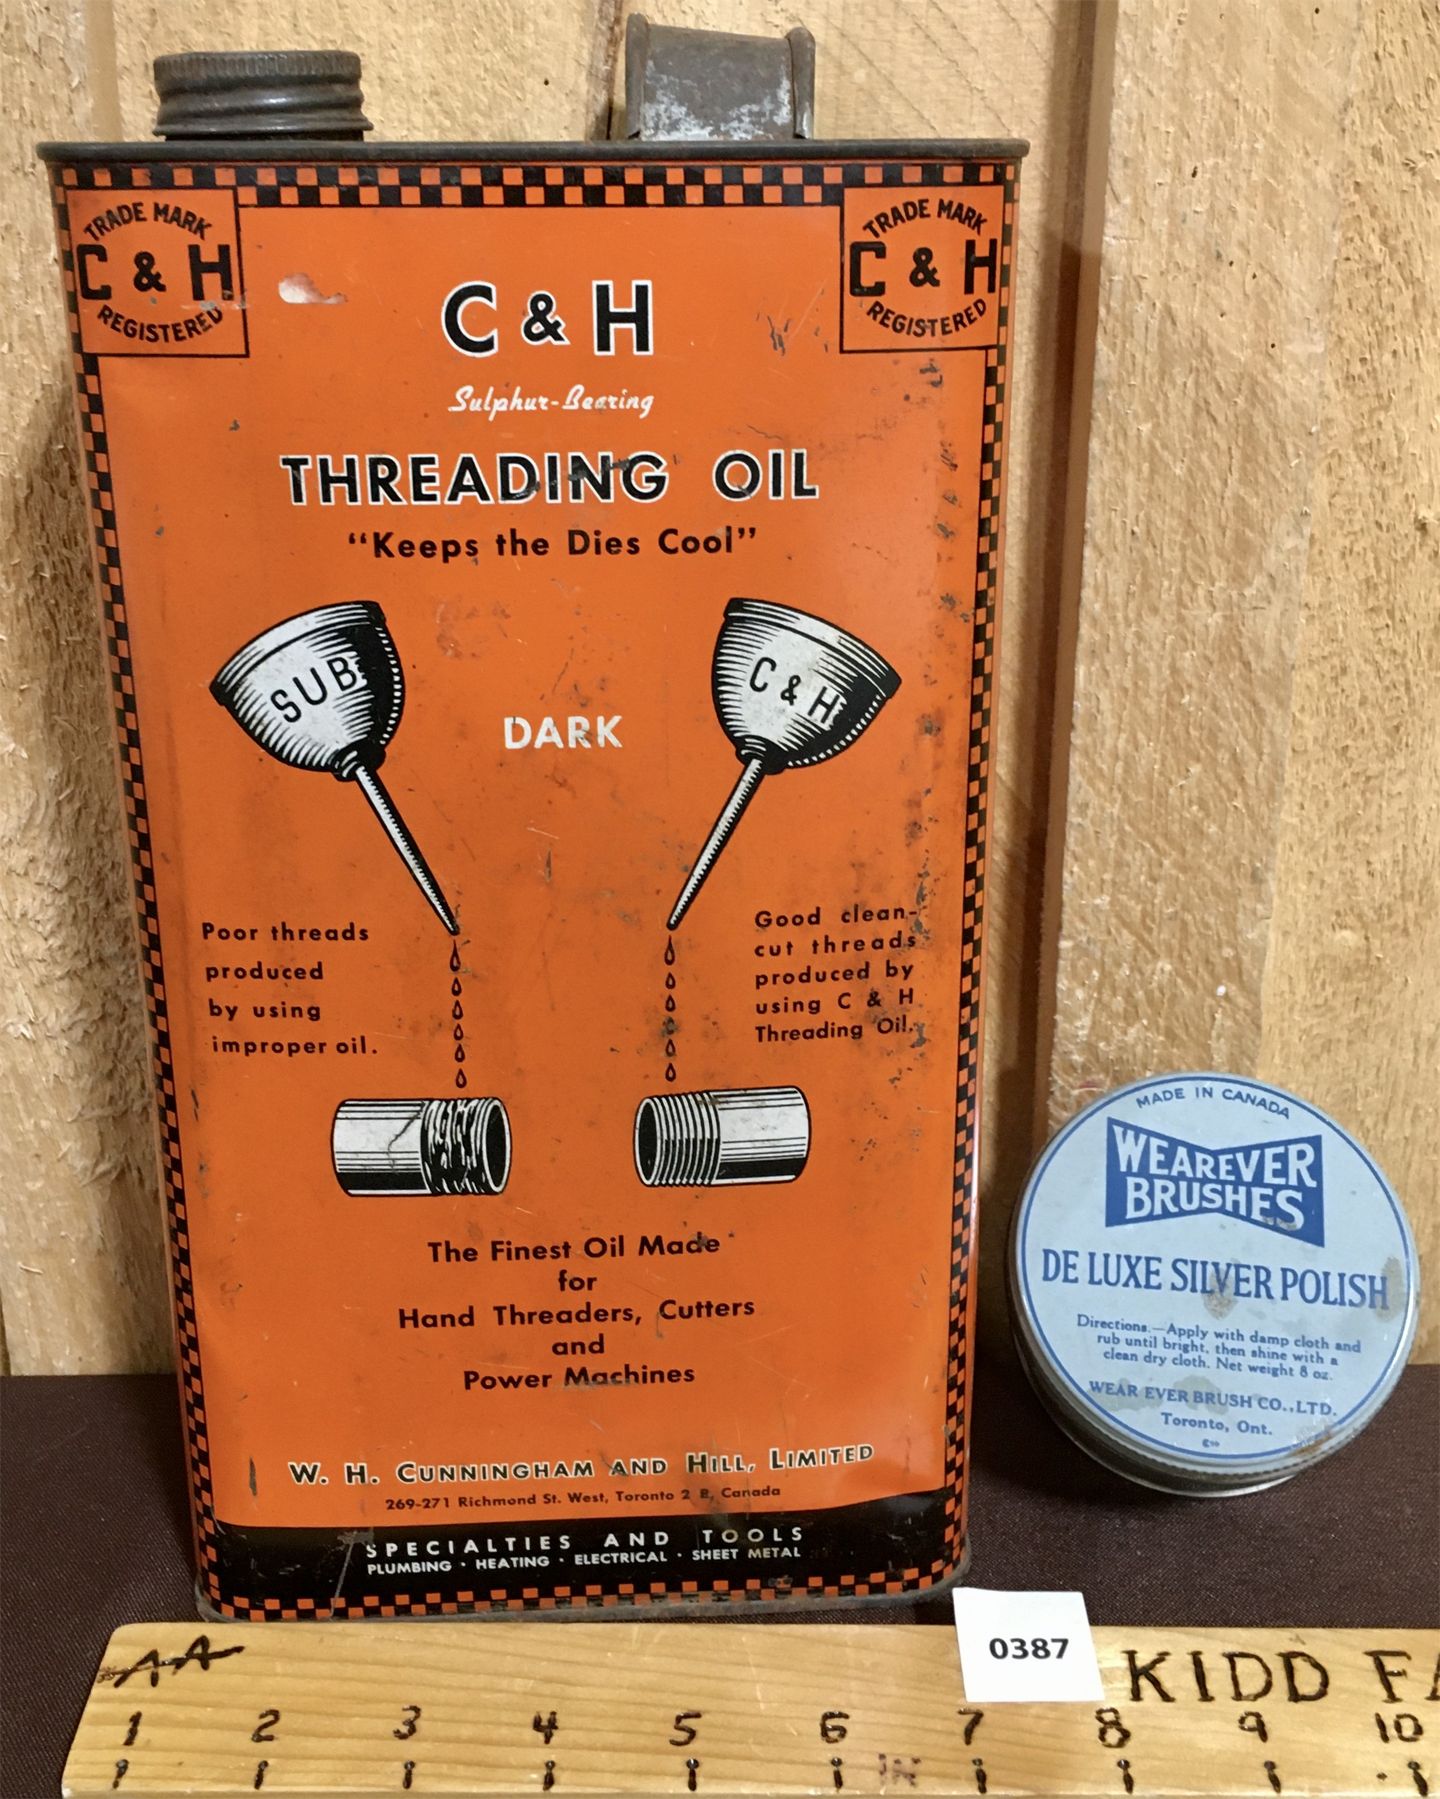 TRADE MARK
C & H
REGISTERED
TRADE MARK
C & H
REGISTERED
C & H
Sulphur-Bearing
THREADING OIL
“Keeps the Dies Cool”
SUB
C & H
DARK
Poor threads
produced
by using
improper oil.
Good clean-
cut threads
produced by
using C & H
Threading Oil.
The Finest Oil Made
for
Hand Threaders, Cutters
and
Power Machines
W. H. CUNNINGHAM AND HILL, LIMITED
269-271 Richmond St. West, Toronto 2 B, Canada
SPECIALTIES AND TOOLS
PLUMBING · HEATING · ELECTRICAL · SHEET METAL
MADE IN CANADA
WEAREVER
BRUSHES
DE LUXE SILVER POLISH
Directions.—Apply with damp cloth and
rub until bright, then shine with a
clean dry cloth. Net weight 8 oz.
WEAR EVER BRUSH CO., LTD.
Toronto, Ont.
0387
AA
KIDD FA
1 2 3 4 5 6 7 8 9 10
IN